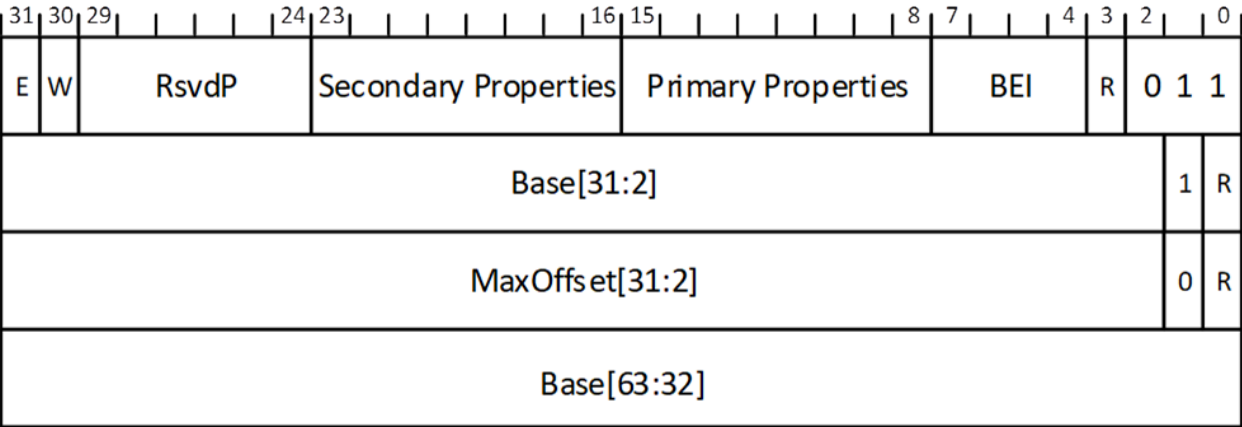 31 30 29 24 23 16 15 8 7 4 3 2 0
E W RsvdP Secondary Properties Primary Properties BEI R 0 1 1
Base[31:2] 1 R
MaxOffset[31:2] 0 R
Base[63:32]